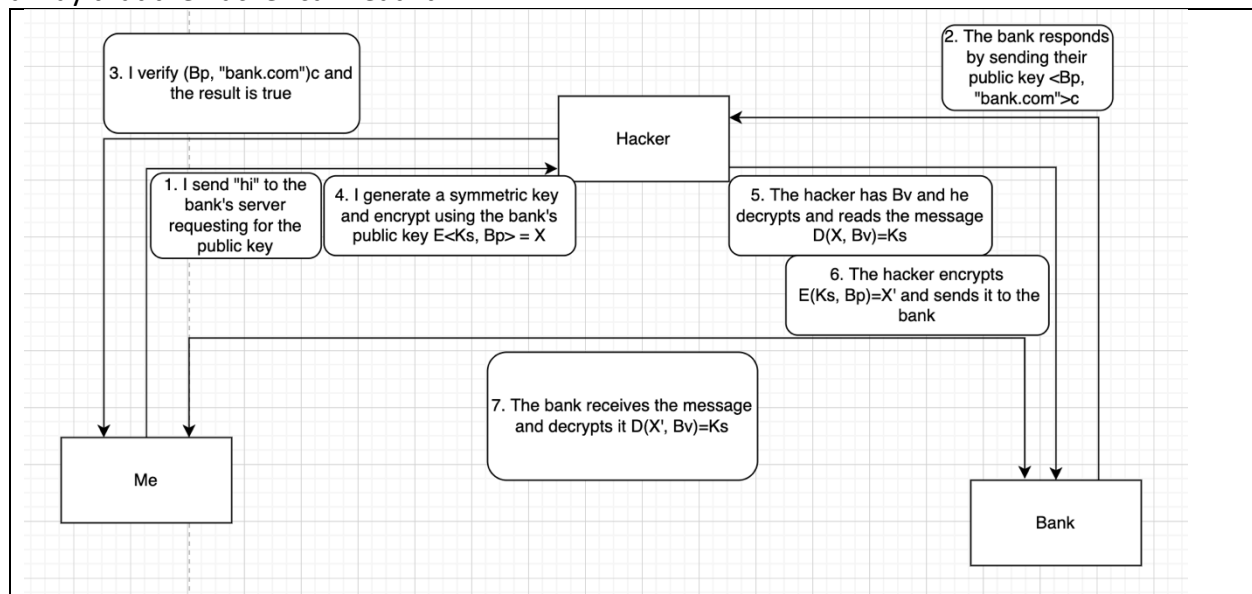 3. I verify (Bp, "bank.com")c and
the result is true
2. The bank responds
by sending their
public key <Bp,
"bank.com">c
Hacker
1. I send "hi" to the
bank's server
requesting for the
public key
4. I generate a symmetric key
and encrypt using the bank's
public key E<Ks, Bp> = X
5. The hacker has Bv and he
decrypts and reads the message
D(X, Bv)=Ks
6. The hacker encrypts
E(Ks, Bp)=X' and sends it to the
bank
7. The bank receives the message
and decrypts it D(X', Bv)=Ks
Me
Bank